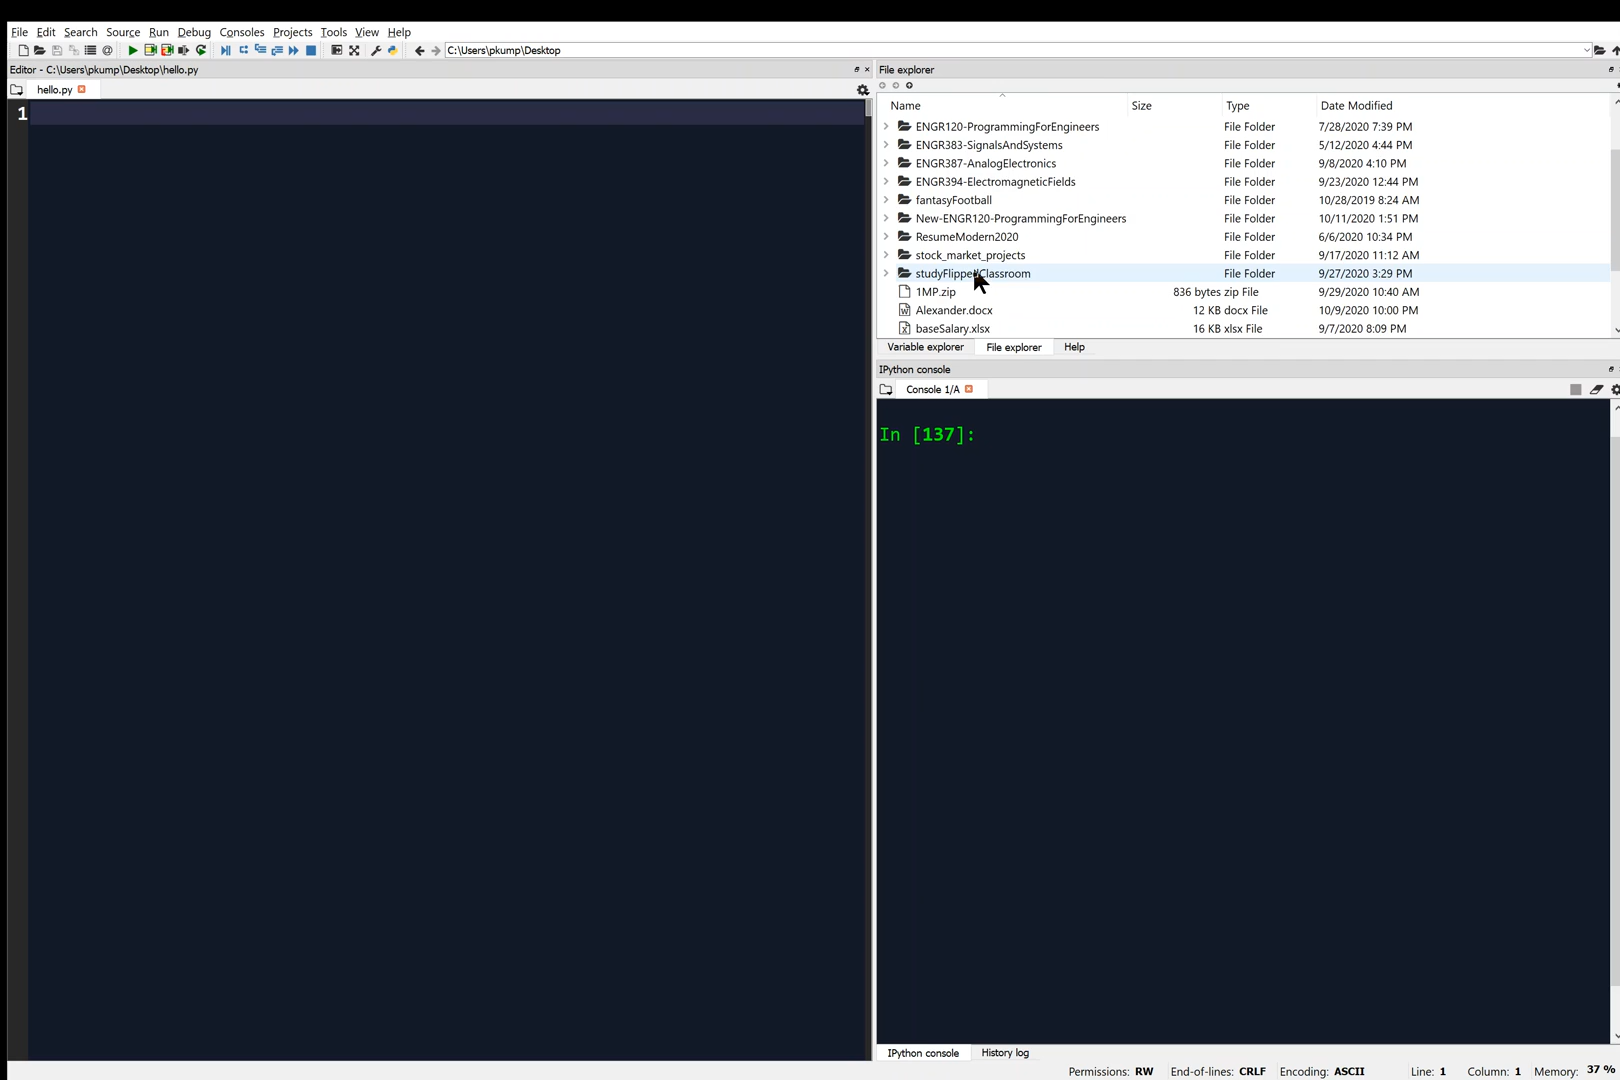 File Edit Search Source Run Debug Consoles Projects Tools View Help
C:\Users\pkump\Desktop
Editor - C:\Users\pkump\Desktop\hello.py
hello.py
1
File explorer
Name Size Type Date Modified
ENGR120-ProgrammingForEngineers File Folder 7/28/2020 7:39 PM
ENGR383-SignalsAndSystems File Folder 5/12/2020 4:44 PM
ENGR387-AnalogElectronics File Folder 9/8/2020 4:10 PM
ENGR394-ElectromagneticFields File Folder 9/23/2020 12:44 PM
fantasyFootball File Folder 10/28/2019 8:24 AM
New-ENGR120-ProgrammingForEngineers File Folder 10/11/2020 1:51 PM
ResumeModern2020 File Folder 6/6/2020 10:34 PM
stock_market_projects File Folder 9/17/2020 11:12 AM
studyFlippedClassroom File Folder 9/27/2020 3:29 PM
1MP.zip 836 bytes zip File 9/29/2020 10:40 AM
Alexander.docx 12 KB docx File 10/9/2020 10:00 PM
baseSalary.xlsx 16 KB xlsx File 9/7/2020 8:09 PM
Variable explorer File explorer Help
IPython console
Console 1/A
In [137]:
IPython console History log
Permissions: RW End-of-lines: CRLF Encoding: ASCII Line: 1 Column: 1 Memory: 37 %